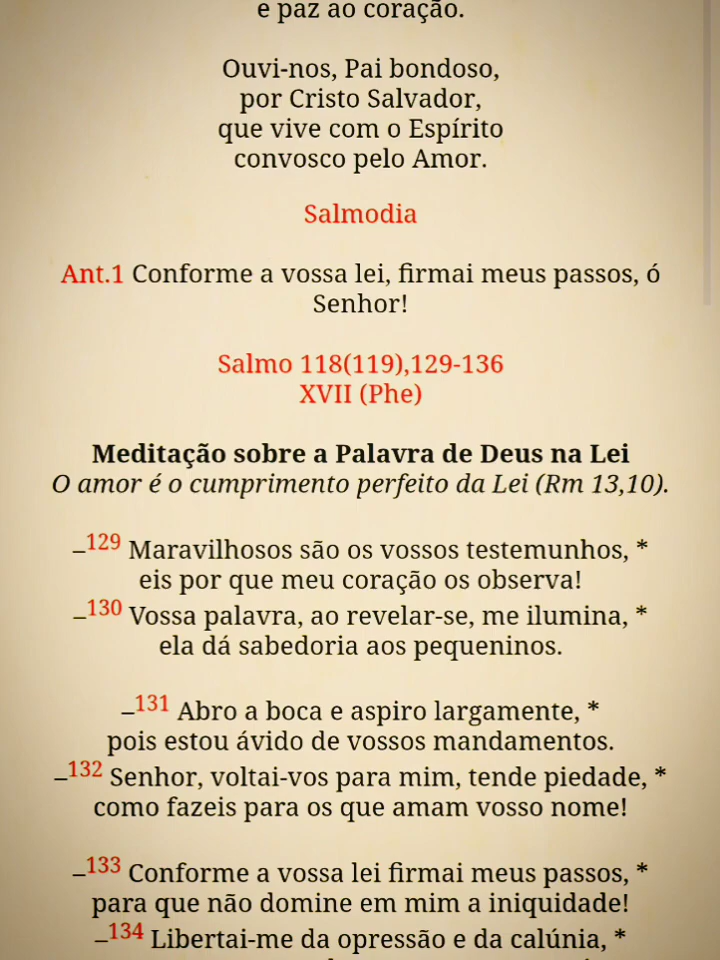 e paz ao coração.
Ouvi-nos, Pai bondoso,
por Cristo Salvador,
que vive com o Espírito
convosco pelo Amor.
Salmodia
Ant.1 Conforme a vossa lei, firmai meus passos, ó
Senhor!
Salmo 118(119),129-136
XVII (Phe)
Meditação sobre a Palavra de Deus na Lei
O amor é o cumprimento perfeito da Lei (Rm 13,10).
–129 Maravilhosos são os vossos testemunhos, *
eis por que meu coração os observa!
–130 Vossa palavra, ao revelar-se, me ilumina, *
ela dá sabedoria aos pequeninos.
–131 Abro a boca e aspiro largamente, *
pois estou ávido de vossos mandamentos.
–132 Senhor, voltai-vos para mim, tende piedade, *
como fazeis para os que amam vosso nome!
–133 Conforme a vossa lei firmai meus passos, *
para que não domine em mim a iniquidade!
–134 Libertai-me da opressão e da calúnia, *